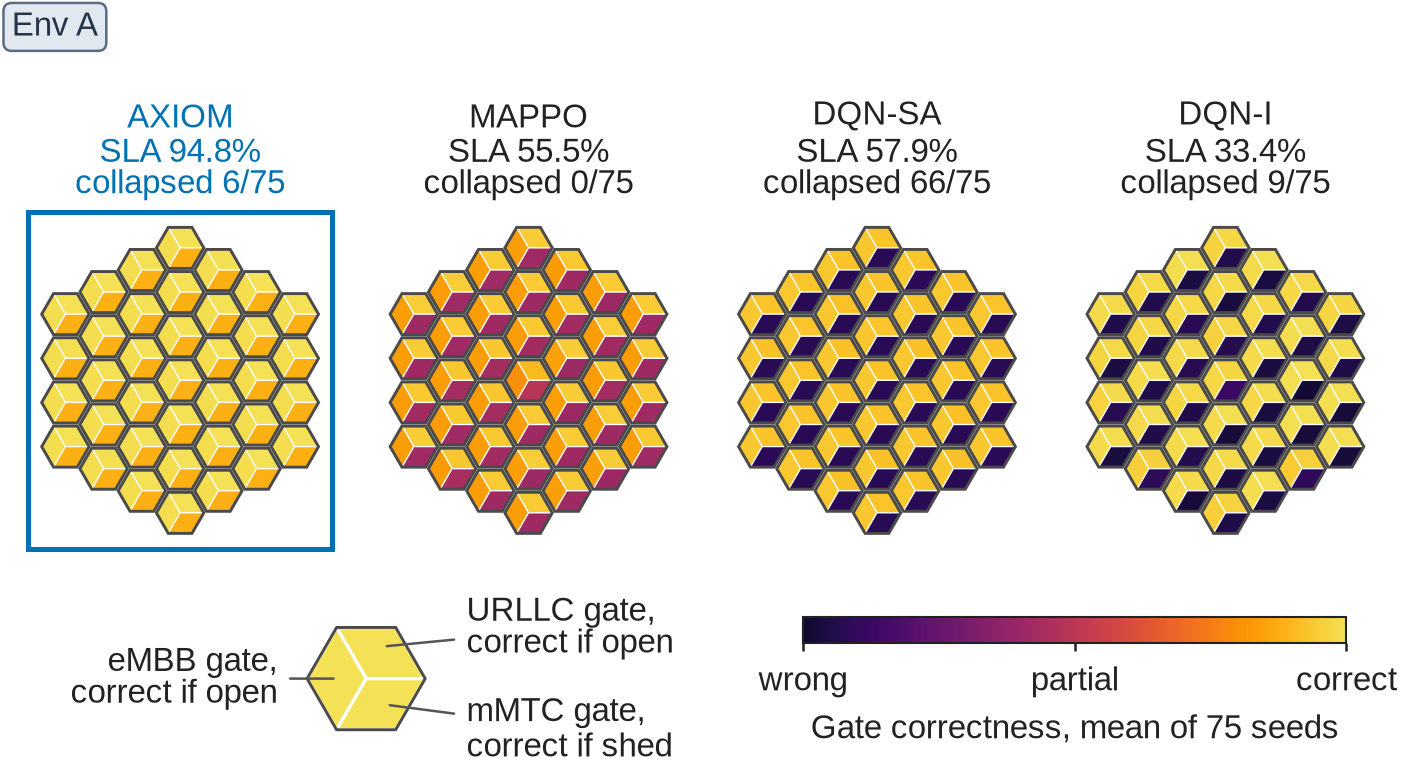 Env A
AXIOM
SLA 94.8%
collapsed 6/75
MAPPO
SLA 55.5%
collapsed 0/75
DQN-SA
SLA 57.9%
collapsed 66/75
DQN-I
SLA 33.4%
collapsed 9/75
eMBB gate,
correct if open
URLLC gate,
correct if open
mMTC gate,
correct if shed
wrong
partial
correct
Gate correctness, mean of 75 seeds